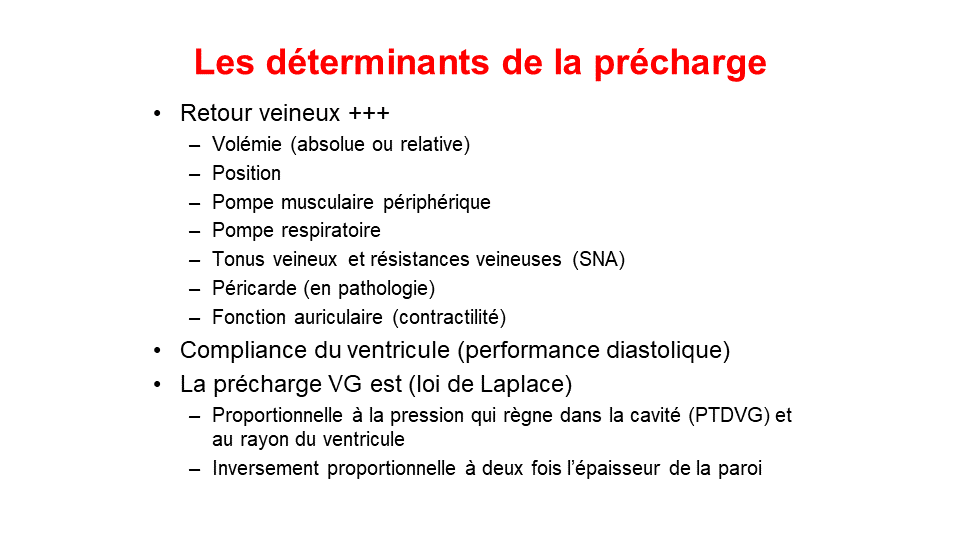 Les déterminants de la précharge
• Retour veineux +++
– Volémie (absolue ou relative)
– Position
– Pompe musculaire périphérique
– Pompe respiratoire
– Tonus veineux et résistances veineuses (SNA)
– Péricarde (en pathologie)
– Fonction auriculaire (contractilité)
• Compliance du ventricule (performance diastolique)
• La précharge VG est (loi de Laplace)
– Proportionnelle à la pression qui règne dans la cavité (PTDVG) et
au rayon du ventricule
– Inversement proportionnelle à deux fois l’épaisseur de la paroi